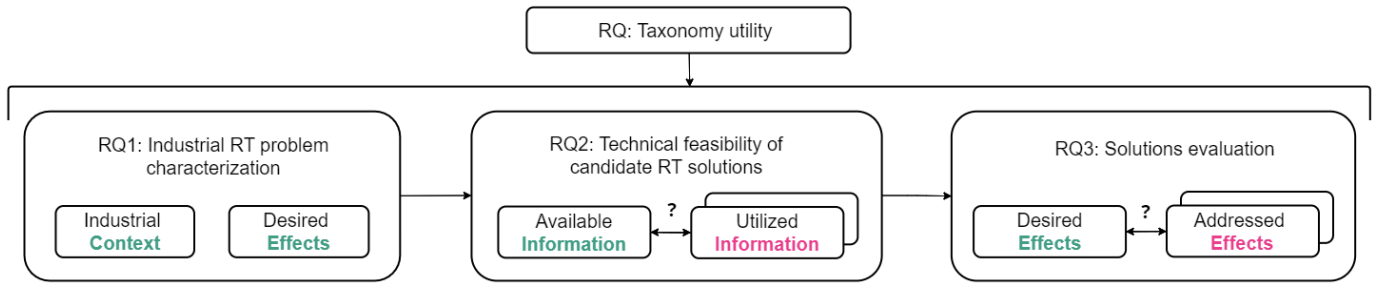 RQ: Taxonomy utility
RQ1: Industrial RT problem
characterization
Industrial
Context
Desired
Effects
RQ2: Technical feasibility of
candidate RT solutions
Available
Information
?
Utilized
Information
RQ3: Solutions evaluation
Desired
Effects
?
Addressed
Effects